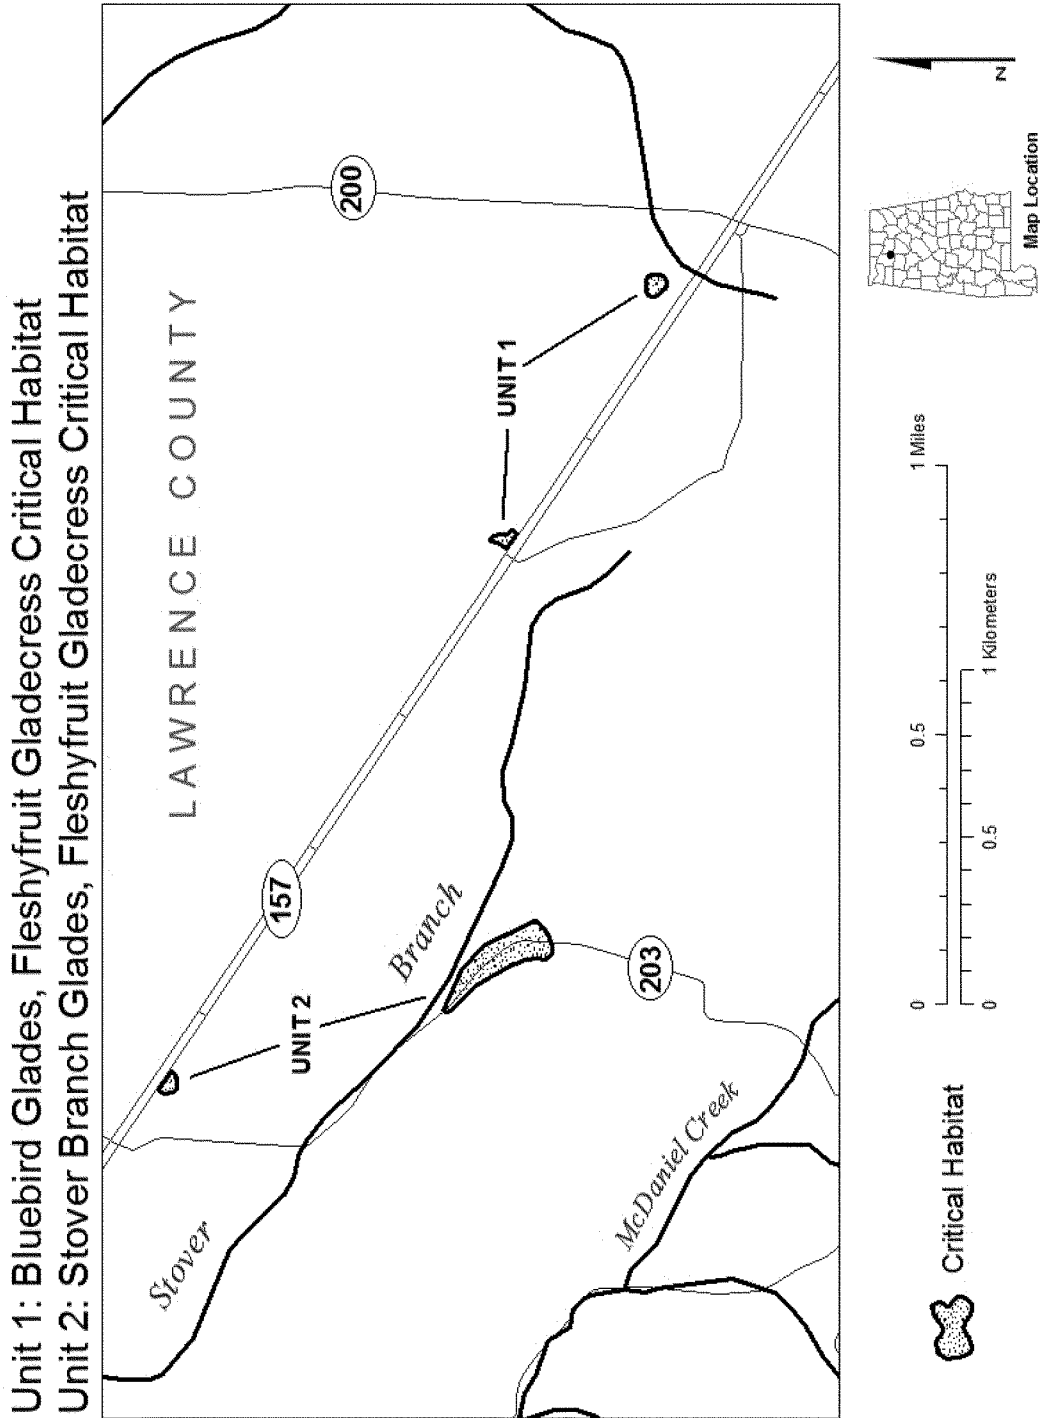 Unit 1: Bluebird Glades, Fleshyfruit Gladecress Critical Habitat
Unit 2: Stover Branch Glades, Fleshyfruit Gladecress Critical Habitat
LAWRENCE COUNTY
157
200
UNIT 2
UNIT 1
Stover
Branch
203
McDaniel Creek
Critical Habitat
0
0.5
1 Miles
0
0.5
1 Kilometers
Map Location
N